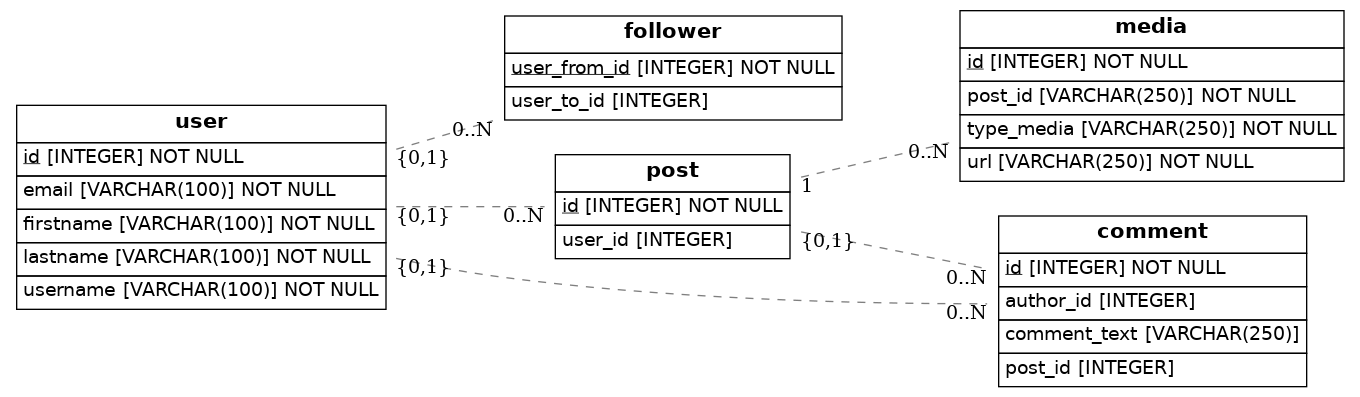 user
id [INTEGER] NOT NULL
email [VARCHAR(100)] NOT NULL
firstname [VARCHAR(100)] NOT NULL
lastname [VARCHAR(100)] NOT NULL
username [VARCHAR(100)] NOT NULL
follower
user_from_id [INTEGER] NOT NULL
user_to_id [INTEGER]
0..N
{0,1}
post
id [INTEGER] NOT NULL
user_id [INTEGER]
{0,1}
0..N
media
id [INTEGER] NOT NULL
post_id [VARCHAR(250)] NOT NULL
type_media [VARCHAR(250)] NOT NULL
url [VARCHAR(250)] NOT NULL
0..N
1
comment
id [INTEGER] NOT NULL
author_id [INTEGER]
comment_text [VARCHAR(250)]
post_id [INTEGER]
{0,1}
0..N
{0,1}
0..N